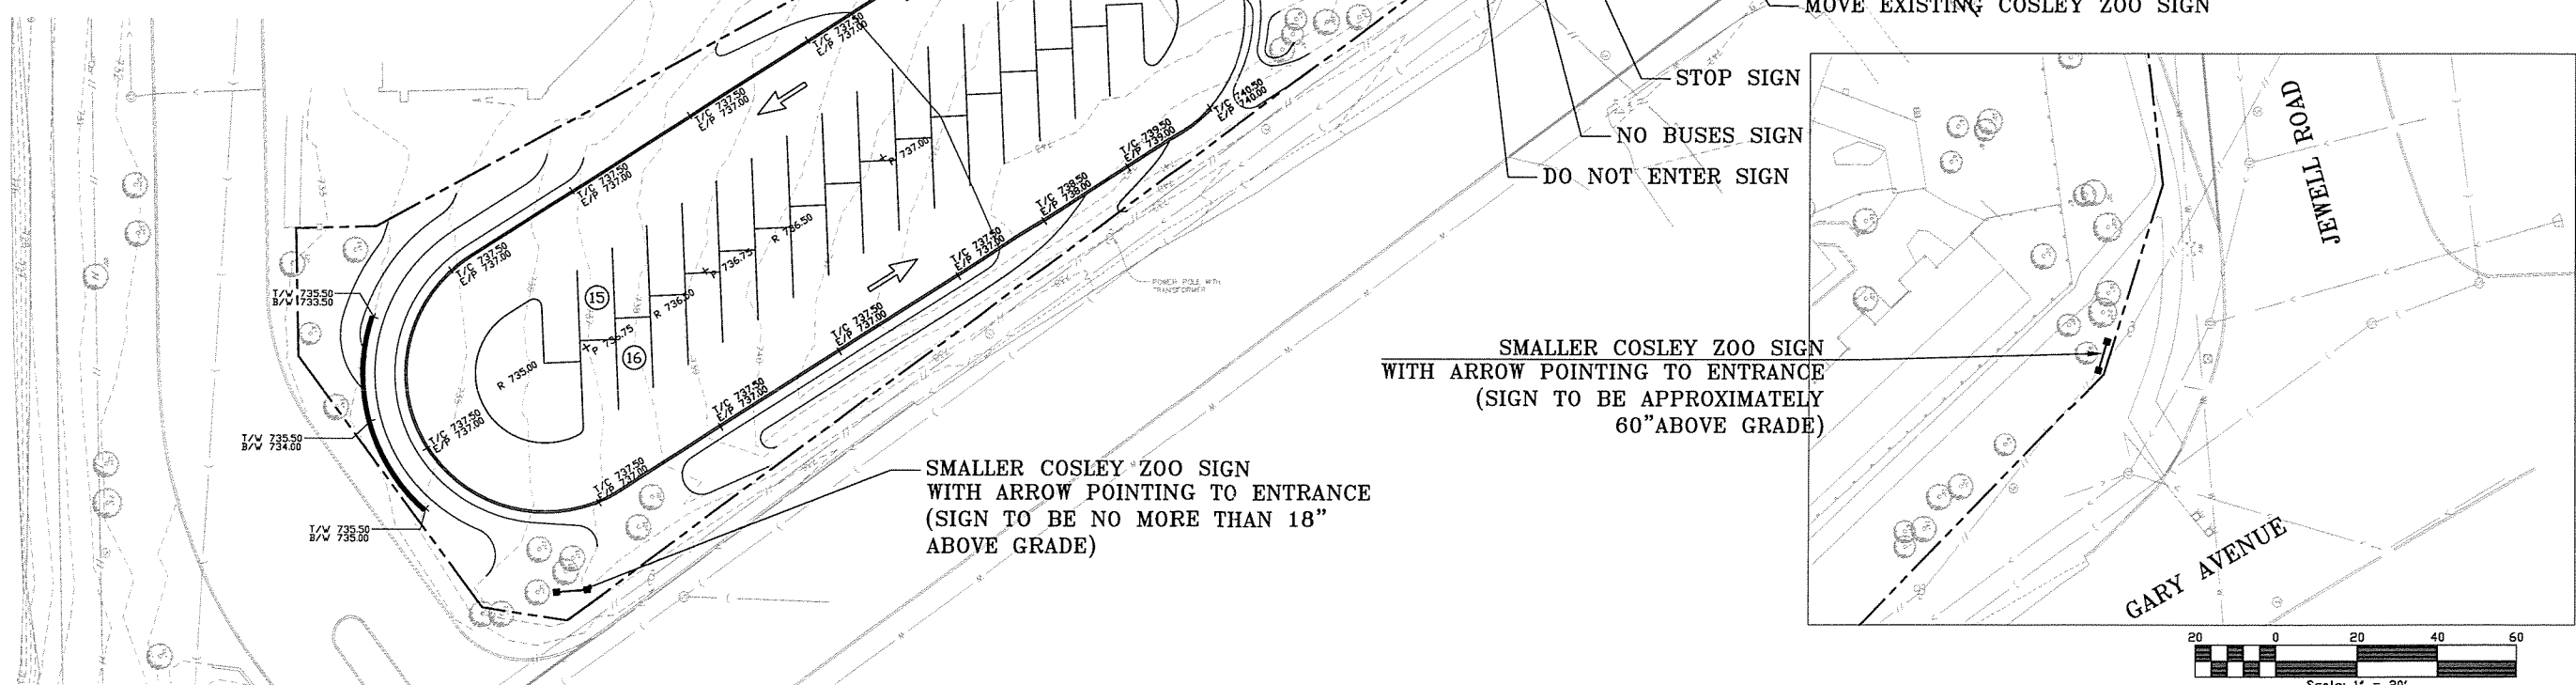 MOVE EXISTING COSLEY ZOO SIGN
STOP SIGN
NO BUSES SIGN
DO NOT ENTER SIGN
JEWELL ROAD
GARY AVENUE
SMALLER COSLEY ZOO SIGN
WITH ARROW POINTING TO ENTRANCE
(SIGN TO BE APPROXIMATELY
60"ABOVE GRADE)
SMALLER COSLEY ZOO SIGN
WITH ARROW POINTING TO ENTRANCE
(SIGN TO BE NO MORE THAN 18"
ABOVE GRADE)
POWER POLE WITH
TRANSFORMER
T/C 737.50
E/P 737.00
T/C 737.50
E/P 737.00
T/C 737.50
E/P 737.00
T/C 737.50
E/P 737.00
T/C 737.50
E/P 737.00
T/C 737.50
E/P 737.00
T/C 737.50
E/P 737.00
T/C 737.50
E/P 737.00
T/C 737.50
E/P 737.00
T/C 738.50
E/P 738.00
T/C 739.50
E/P 739.00
T/C 740.50
E/P 740.00
P 737.00
R 736.50
P 736.75
R 736.50
P 736.75
R 735.00
15
16
T/W 735.50
B/W 733.50
T/W 735.50
B/W 734.00
T/W 735.50
B/W 735.00
20 0 20 40 60